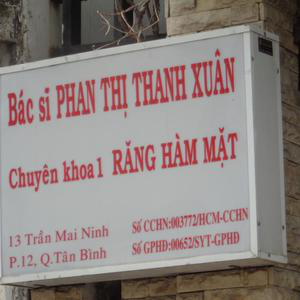 Bác sĩ PHAN THỊ THANH XUÂN
Chuyên khoa 1 RĂNG HÀM MẶT
13 Trần Mai Ninh
P.12, Q.Tân Bình
Số CCHN:003772/HCM-CCHN
Số GPHĐ:00652/SYT-GPHĐ